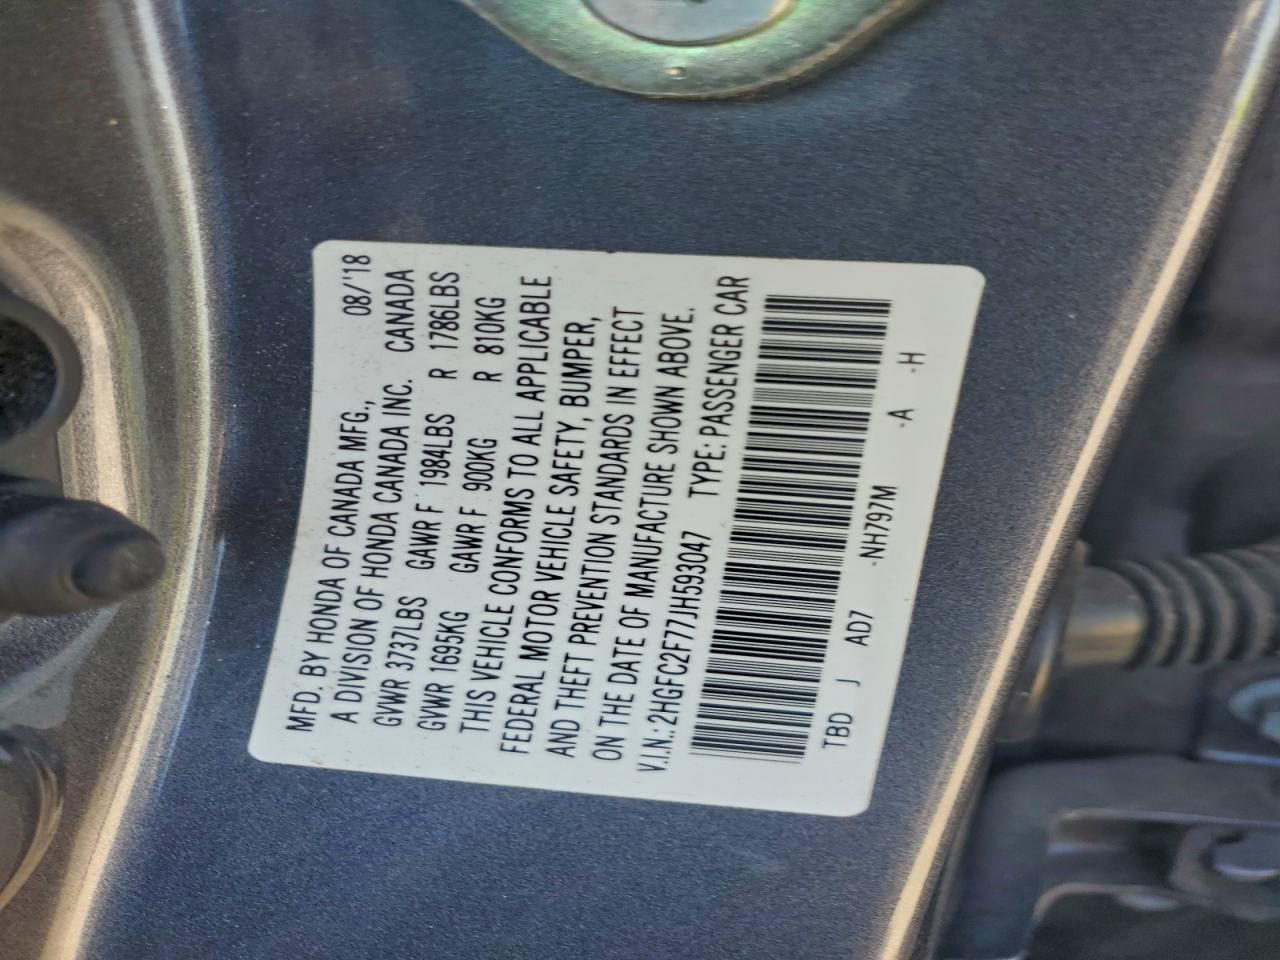 MFD. BY HONDA OF CANADA MFG., 08/'18
A DIVISION OF HONDA CANADA INC. CANADA
GVWR 3737LBS GAWR F 1984LBS R 1786LBS
GVWR 1695KG GAWR F 900KG R 810KG
THIS VEHICLE CONFORMS TO ALL APPLICABLE
FEDERAL MOTOR VEHICLE SAFETY, BUMPER,
AND THEFT PREVENTION STANDARDS IN EFFECT
ON THE DATE OF MANUFACTURE SHOWN ABOVE.
V.I.N.:2HGFC2F77JH593047 TYPE: PASSENGER CAR
TBD J AD7 -NH797M -A -H